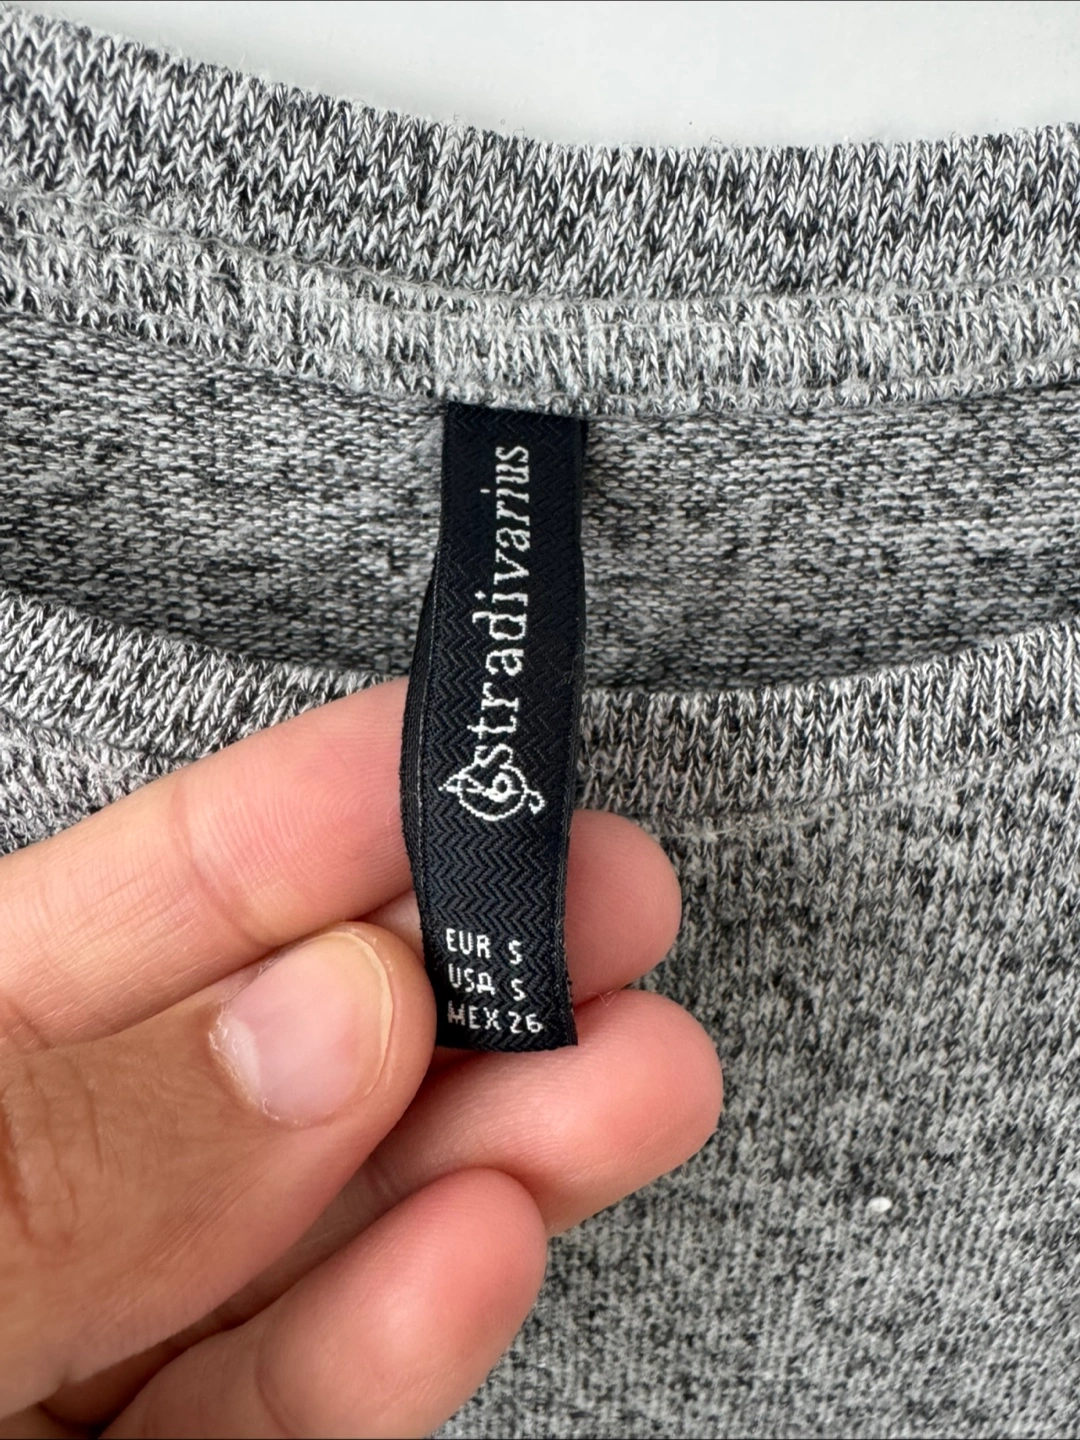 stradivarius
EUR S
USA S
MEX 26